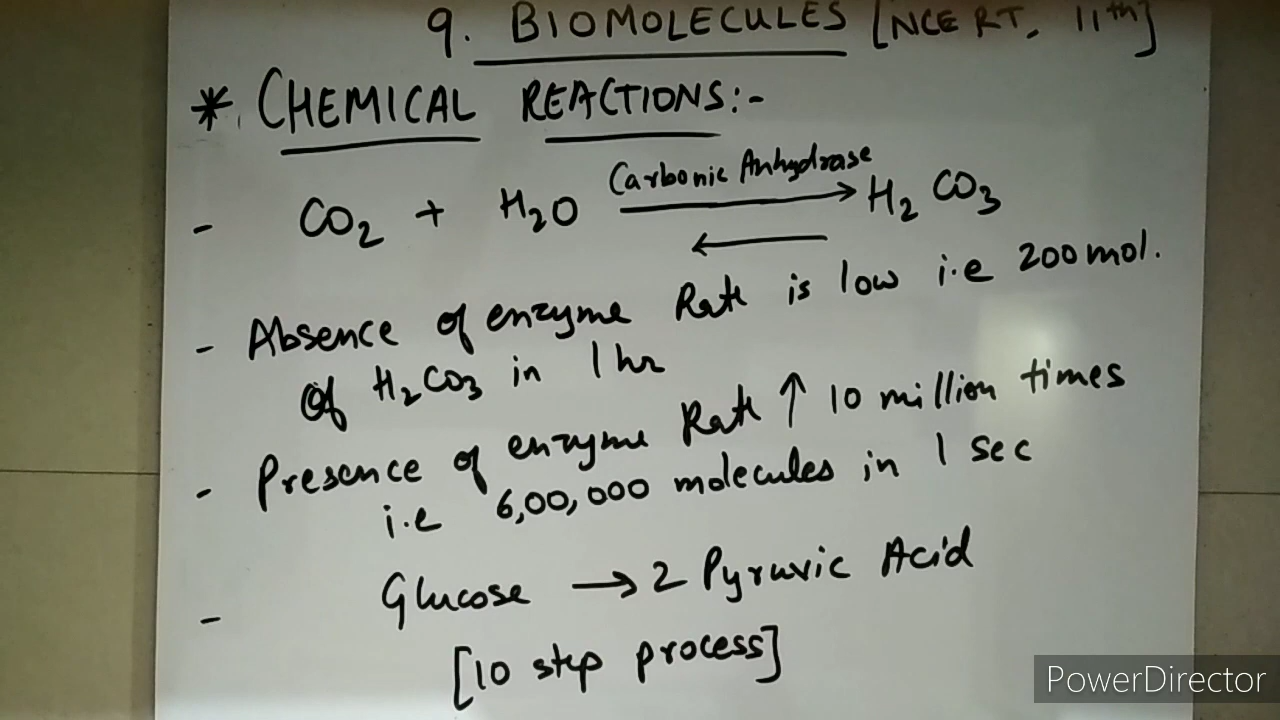 9. BIOMOLECULES [NCERT, 11th]
* CHEMICAL REACTIONS:-
- CO2 + H2O Carbonic Anhydrase → H2CO3
←
- Absence of enzyme Rate is low i.e 200 mol.
of H2CO3 in 1 hr
- Presence of enzyme Rate ↑ 10 million times
i.e 6,00,000 molecules in 1 sec
- Glucose → 2 Pyruvic Acid
[10 step process]
PowerDirector